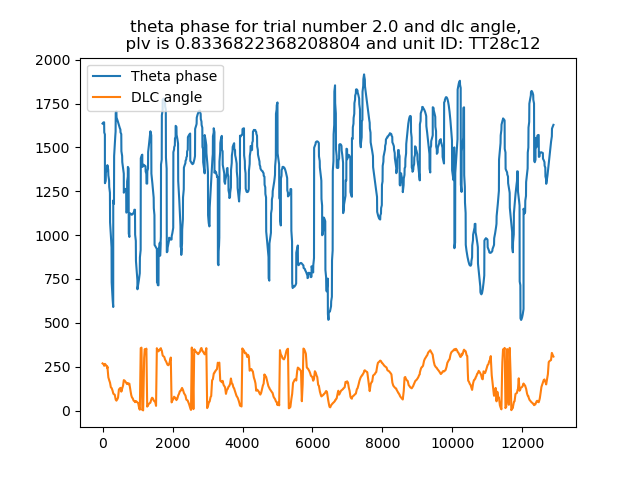 theta phase for trial number 2.0 and dlc angle,
plv is 0.8336822368208804 and unit ID: TT28c12
Theta phase
DLC angle
2000
1750
1500
1250
1000
750
500
250
0
0 2000 4000 6000 8000 10000 12000